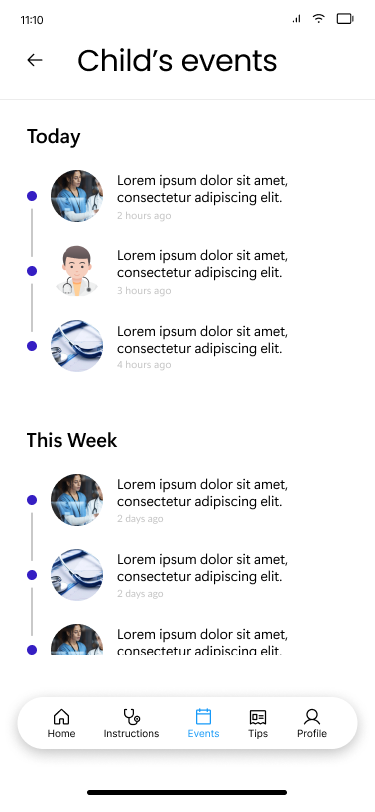 11:10
Child’s events
Today
Lorem ipsum dolor sit amet,
consectetur adipiscing elit.
2 hours ago
Lorem ipsum dolor sit amet,
consectetur adipiscing elit.
3 hours ago
Lorem ipsum dolor sit amet,
consectetur adipiscing elit.
4 hours ago
This Week
Lorem ipsum dolor sit amet,
consectetur adipiscing elit.
2 days ago
Lorem ipsum dolor sit amet,
consectetur adipiscing elit.
2 days ago
Lorem ipsum dolor sit amet,
consectetur adipiscing elit.
Home Instructions Events Tips Profile